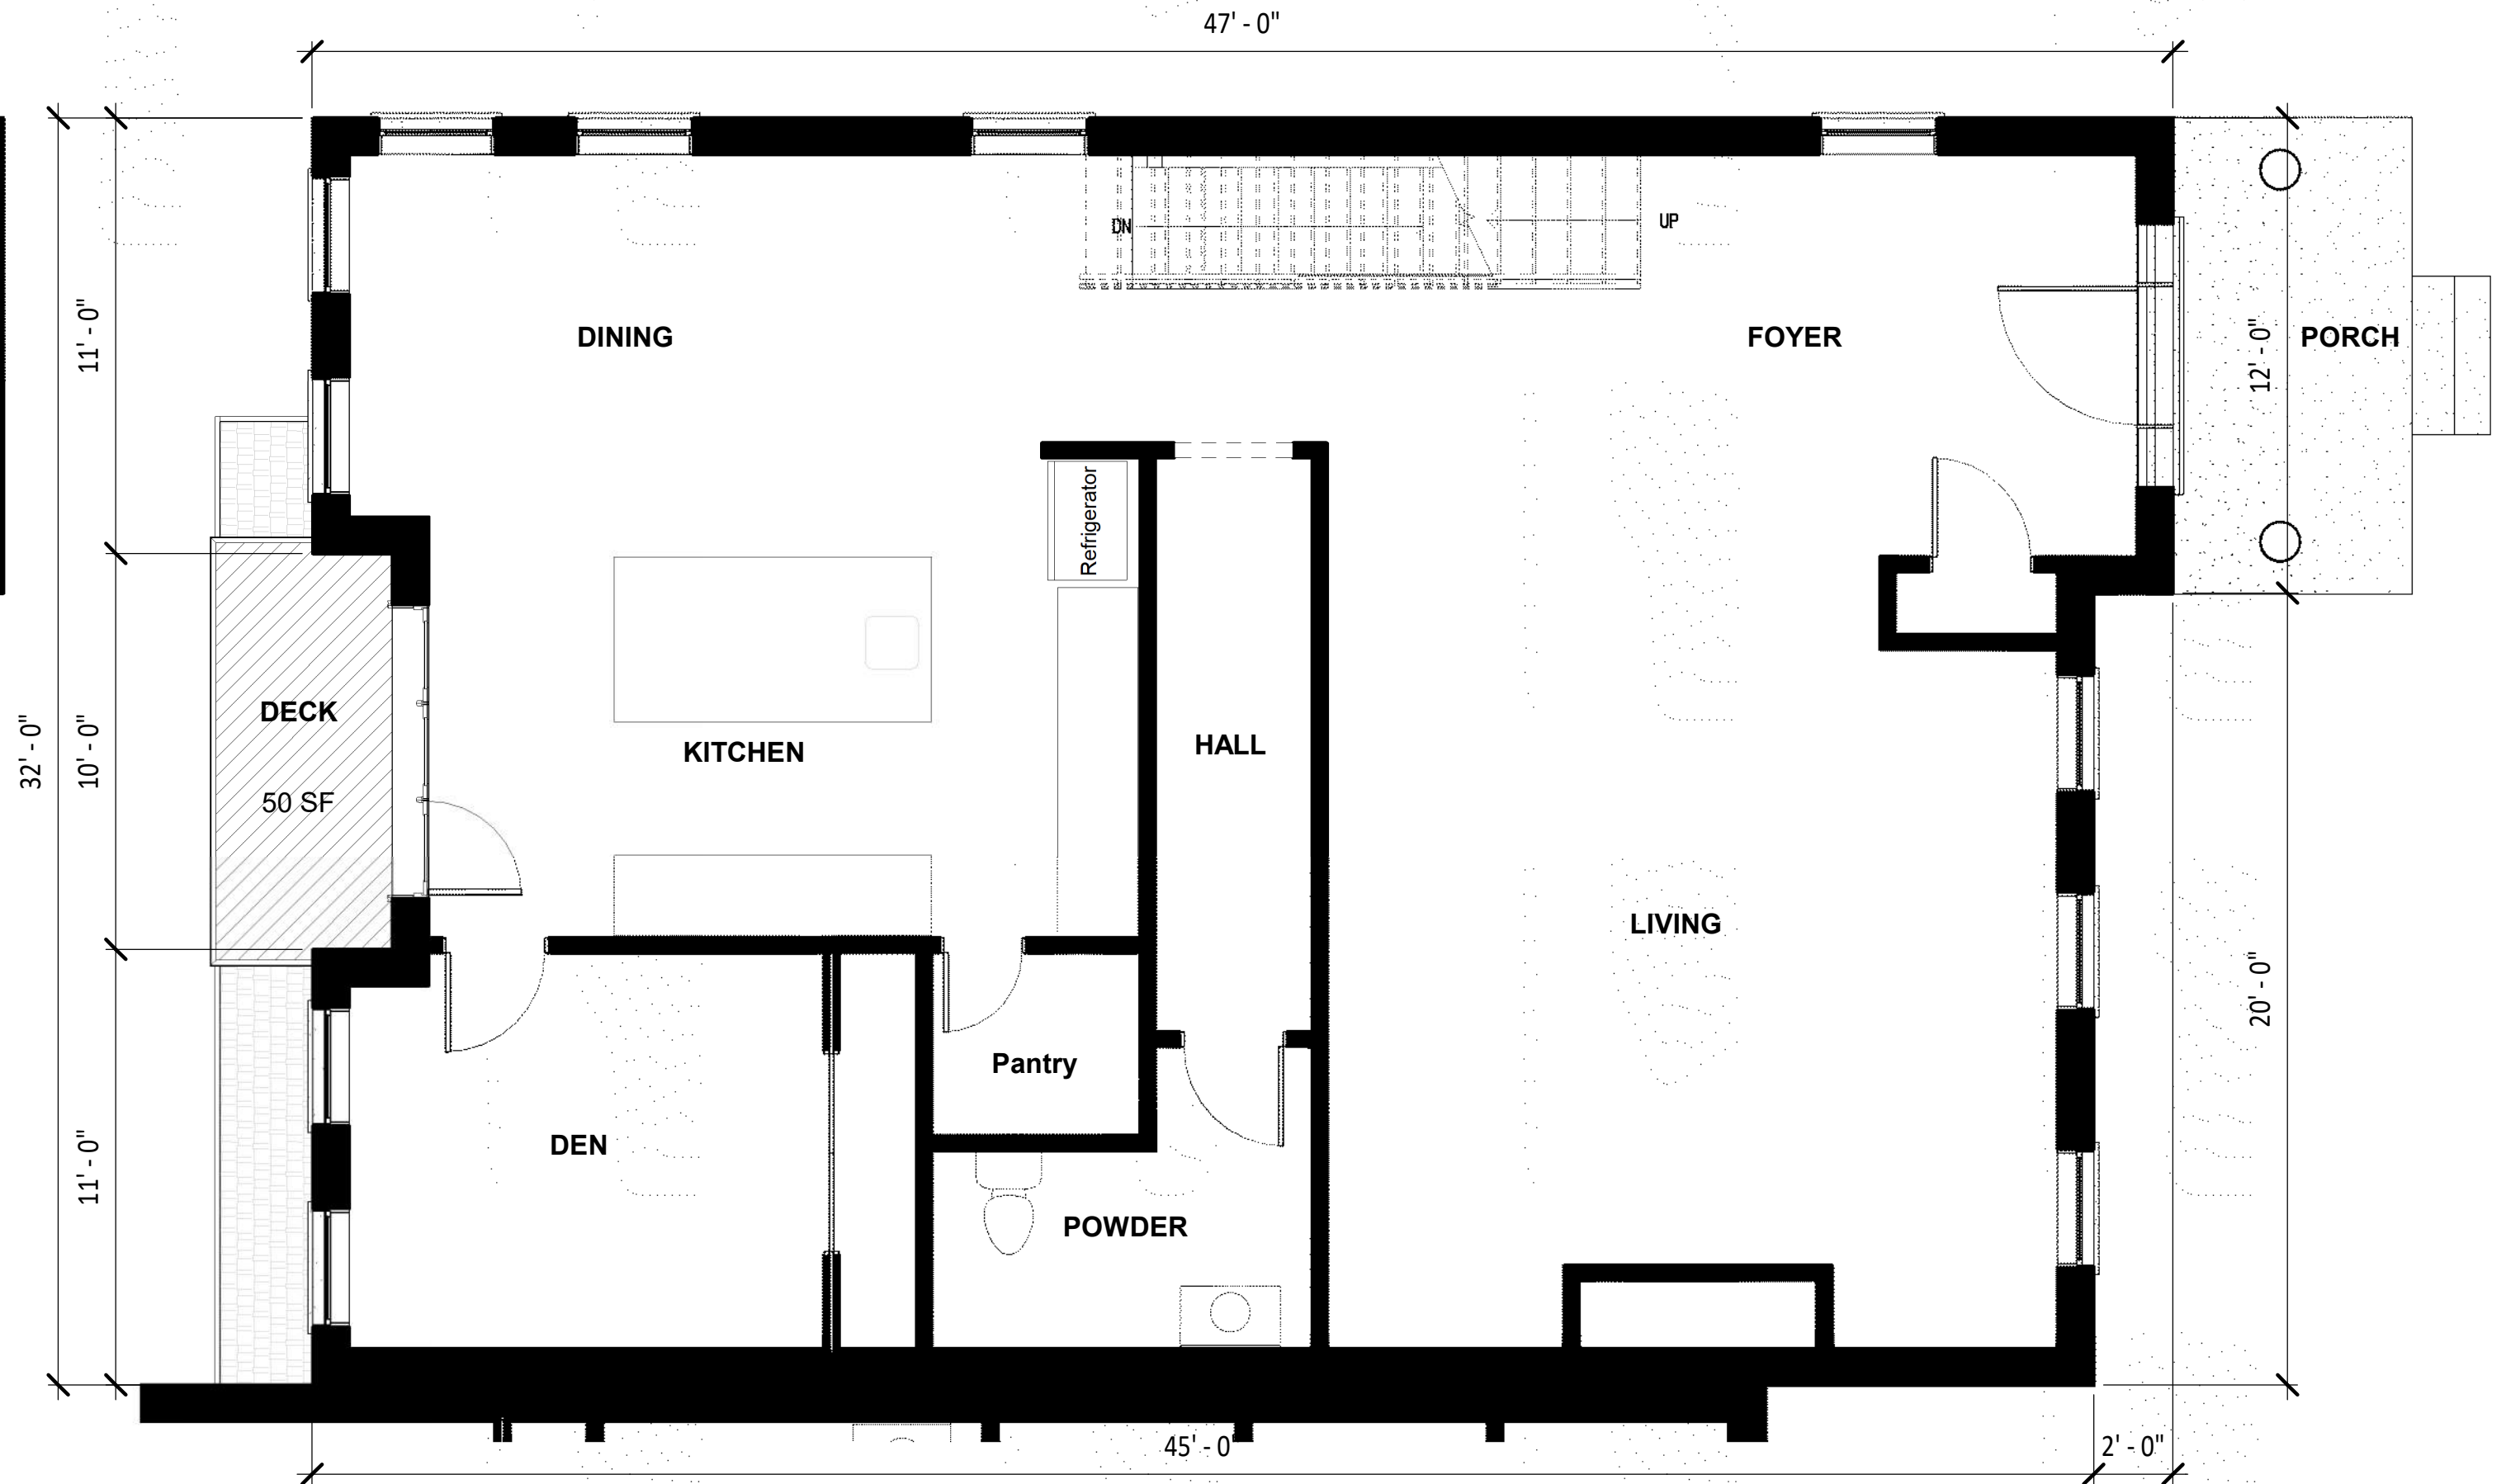 47' - 0"
DN
UP
11' - 0"
DINING
FOYER
12' - 0"
PORCH
Refrigerator
32' - 0"
10' - 0"
DECK
KITCHEN
HALL
50 SF
LIVING
20' - 0"
Pantry
11' - 0"
DEN
POWDER
45' - 0
2' - 0"